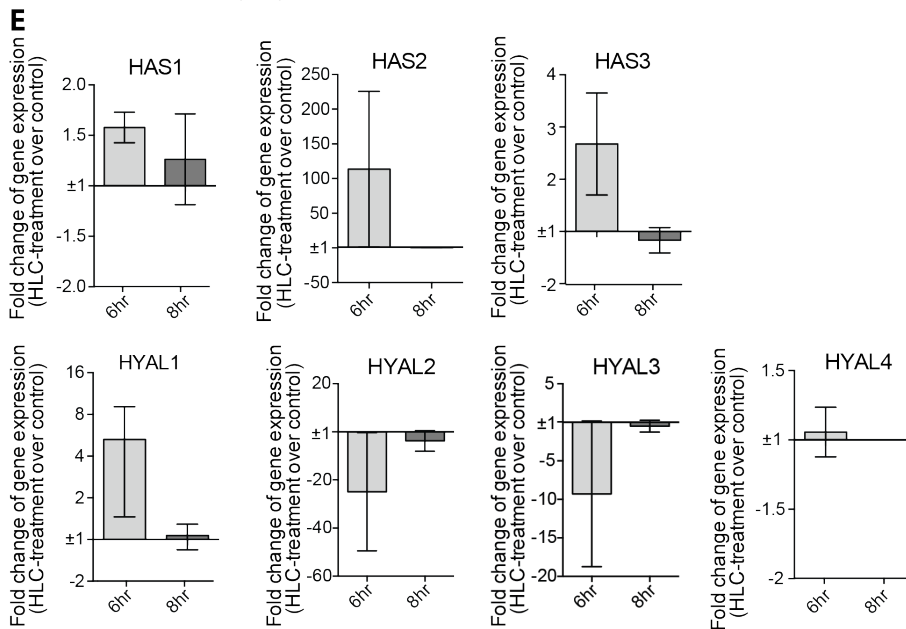 E
HAS1
Fold change of gene expression
(HLC-treatment over control)
2.0
1.5
±1
-1.5
-2.0
6hr
8hr
HAS2
Fold change of gene expression
(HLC-treatment over control)
250
200
150
100
50
±1
-50
6hr
8hr
HAS3
Fold change of gene expression
(HLC-treatment over control)
4
3
2
±1
-2
6hr
8hr
HYAL1
Fold change of gene expression
(HLC-treatment over control)
16
8
4
2
±1
-2
6hr
8hr
HYAL2
Fold change of gene expression
(HLC-treatment over control)
20
±1
-20
-40
-60
6hr
8hr
HYAL3
Fold change of gene expression
(HLC-treatment over control)
5
±1
-5
-10
-15
-20
6hr
8hr
HYAL4
Fold change of gene expression
(HLC-treatment over control)
1.5
±1
-1.5
-2
6hr
8hr